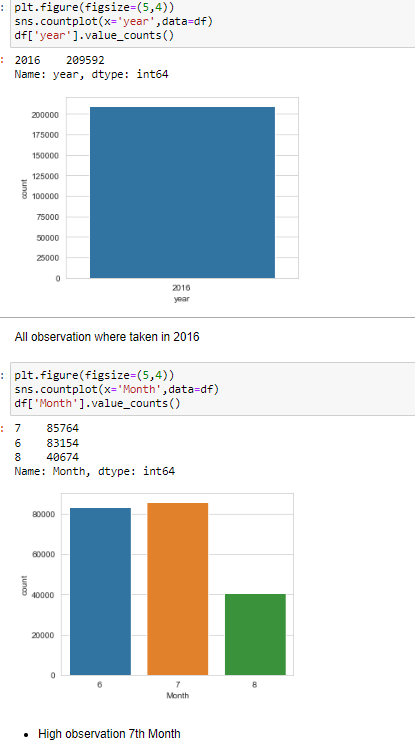 : plt.figure(figsize=(5,4))
sns.countplot(x='year',data=df)
df['year'].value_counts()
: 2016    209592
Name: year, dtype: int64
200000
175000
150000
125000
100000
75000
50000
25000
0
count
2016
year
All observation where taken in 2016
: plt.figure(figsize=(5,4))
sns.countplot(x='Month',data=df)
df['Month'].value_counts()
: 7    85764
6    83154
8    40674
Name: Month, dtype: int64
80000
60000
40000
20000
0
count
6 7 8
Month
• High observation 7th Month